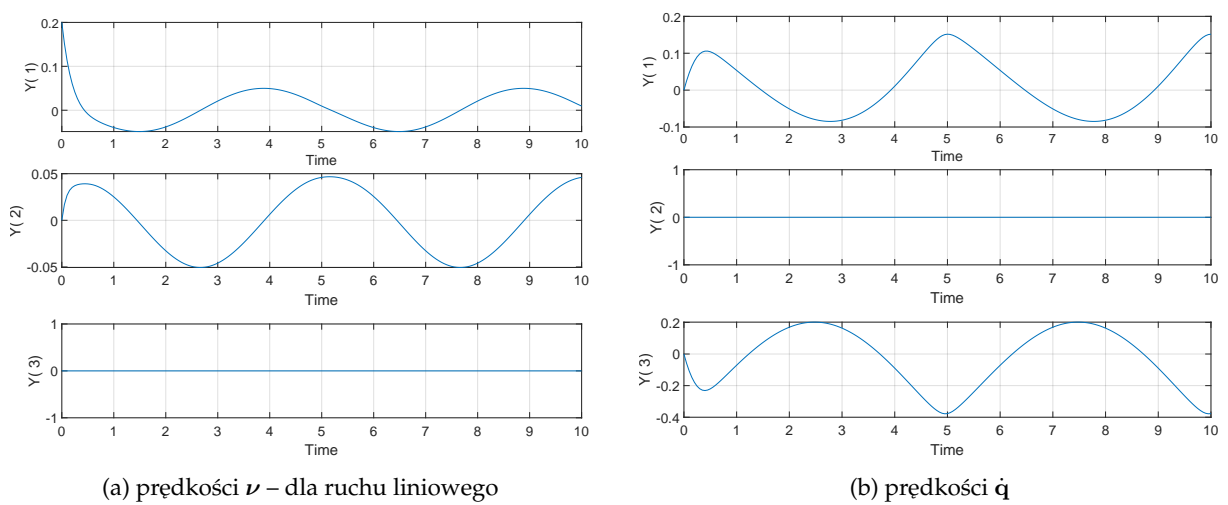 0.2
0.1
0
Y( 1)
0 1 2 3 4 5 6 7 8 9 10
Time
0.05
0
-0.05
Y( 2)
0 1 2 3 4 5 6 7 8 9 10
Time
1
0
-1
Y( 3)
0 1 2 3 4 5 6 7 8 9 10
Time
(a) prędkości ν – dla ruchu liniowego
0.2
0.1
0
-0.1
Y( 1)
0 1 2 3 4 5 6 7 8 9 10
Time
1
0
-1
Y( 2)
0 1 2 3 4 5 6 7 8 9 10
Time
0.2
0
-0.2
-0.4
Y( 3)
0 1 2 3 4 5 6 7 8 9 10
Time
(b) prędkości q̇